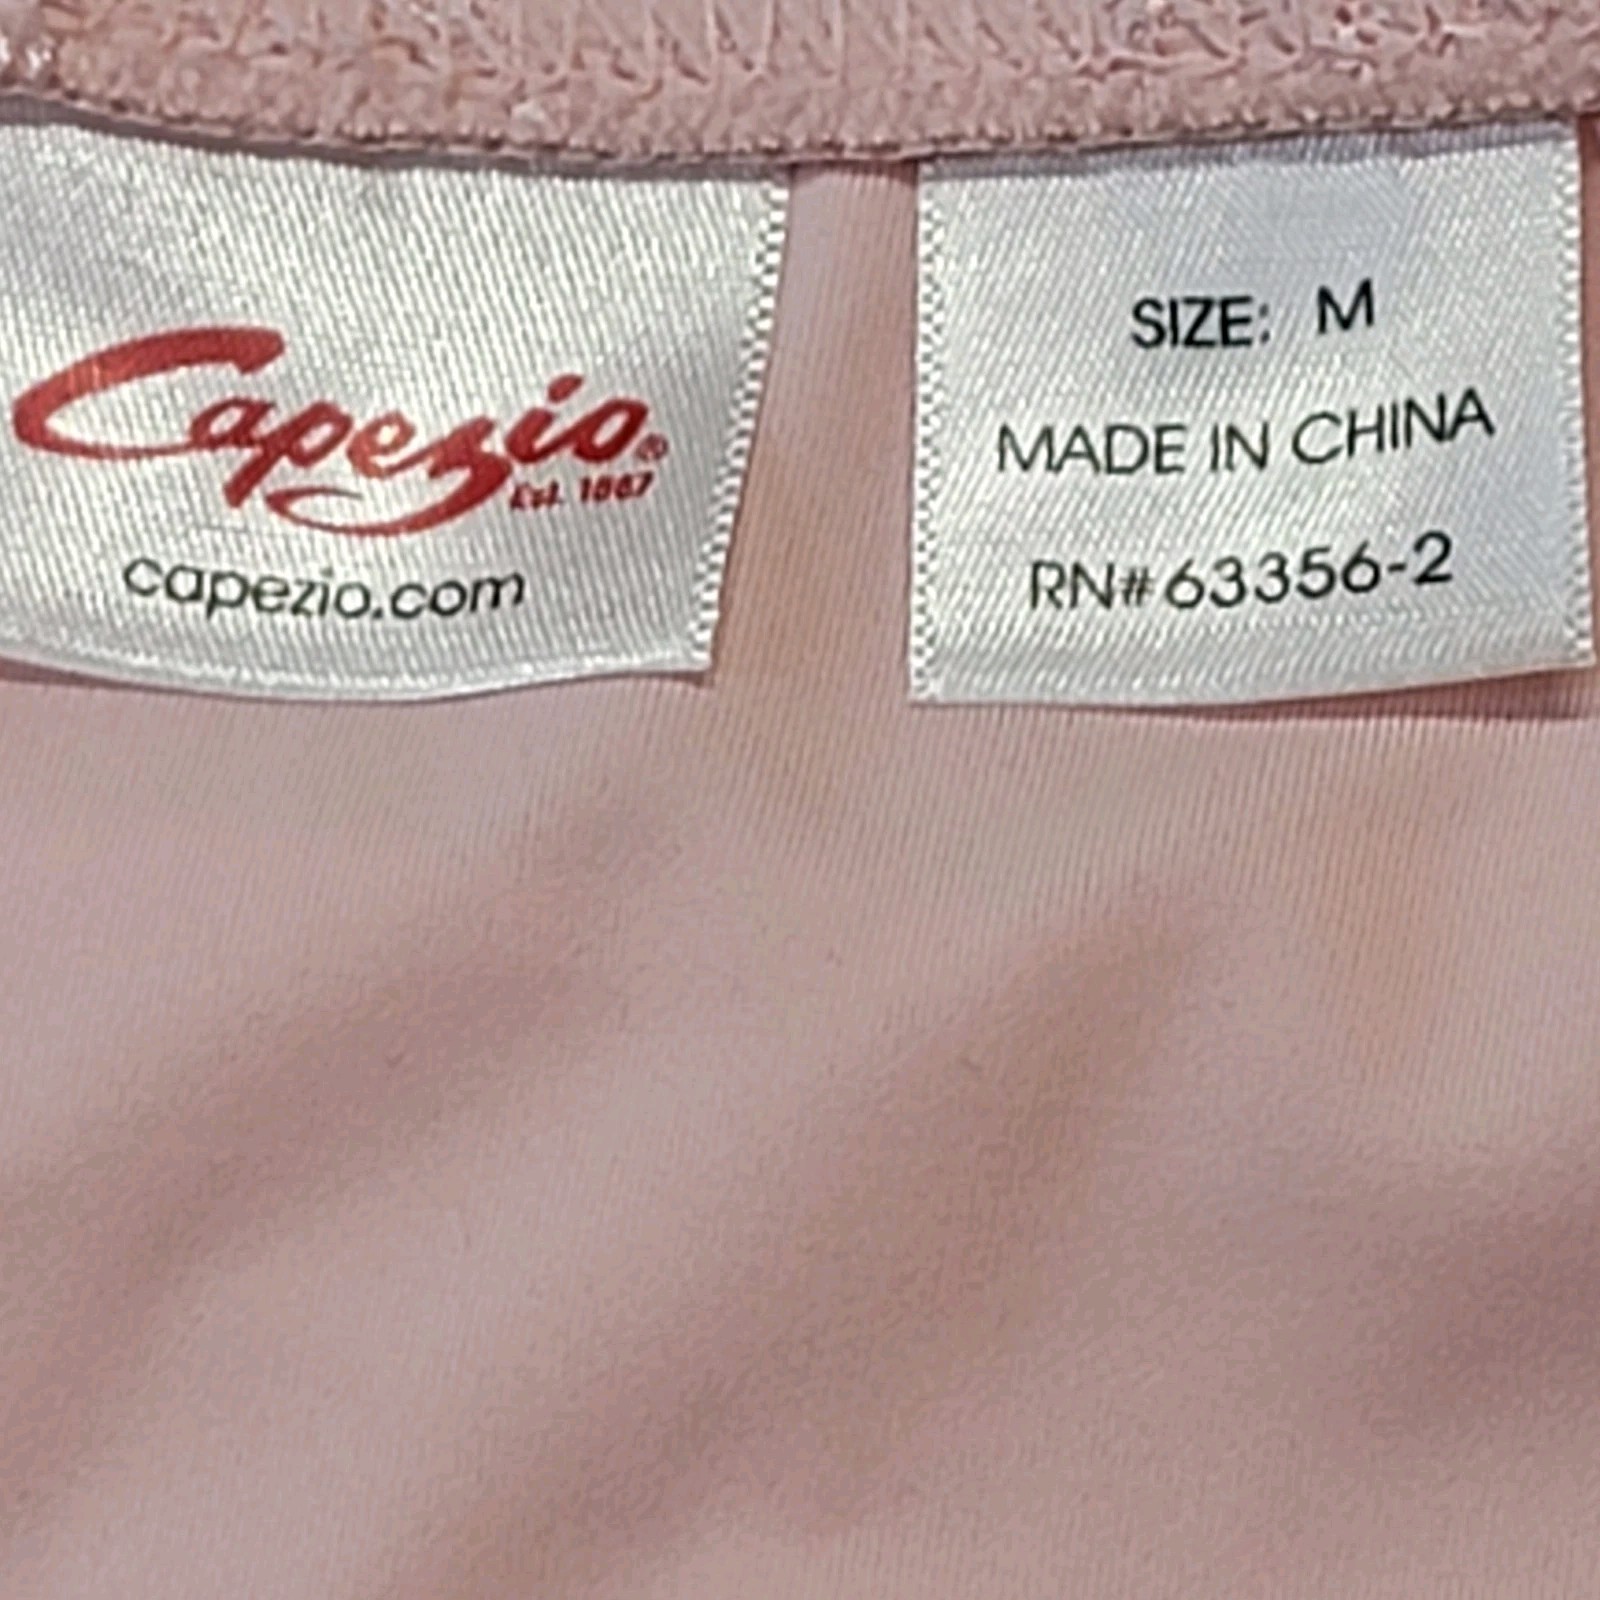 Capezio®
Est. 1887
capezio.com
SIZE: M
MADE IN CHINA
RN#63356-2